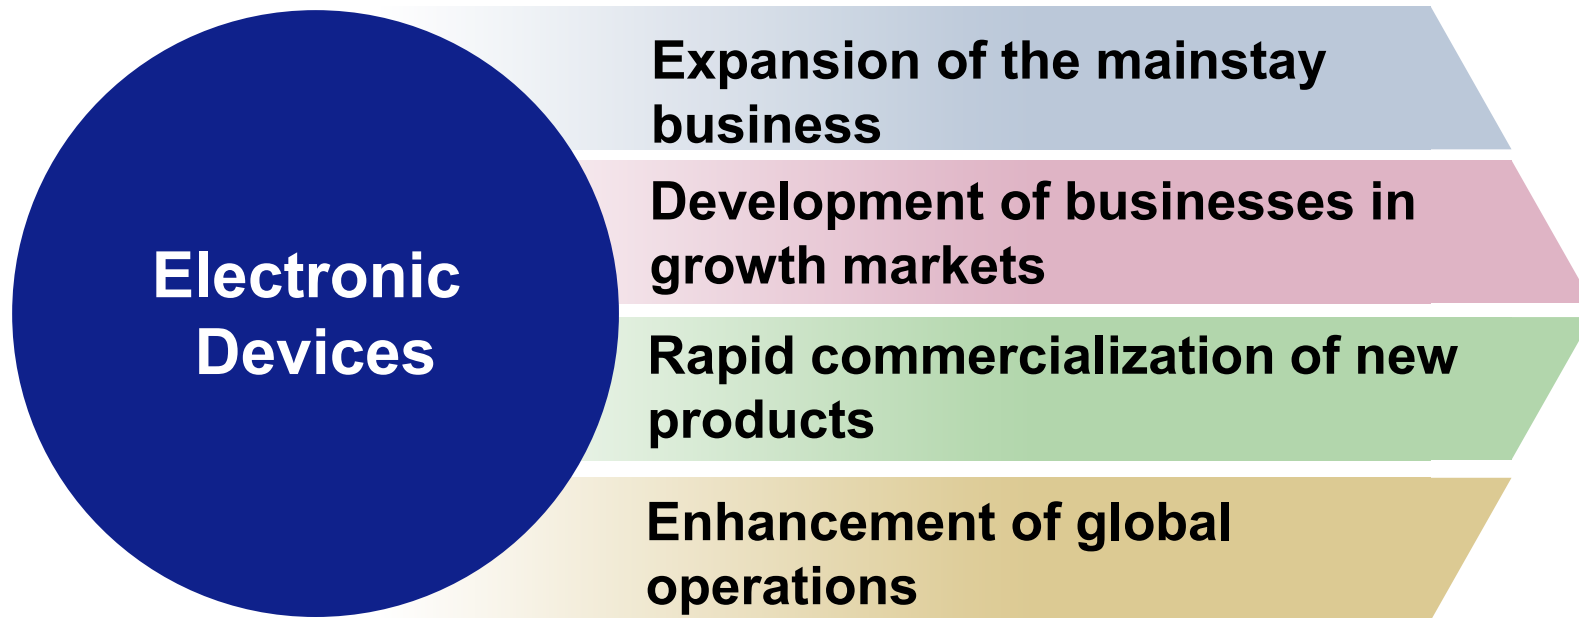 Electronic
Devices
Expansion of the mainstay
business
Development of businesses in
growth markets
Rapid commercialization of new
products
Enhancement of global
operations